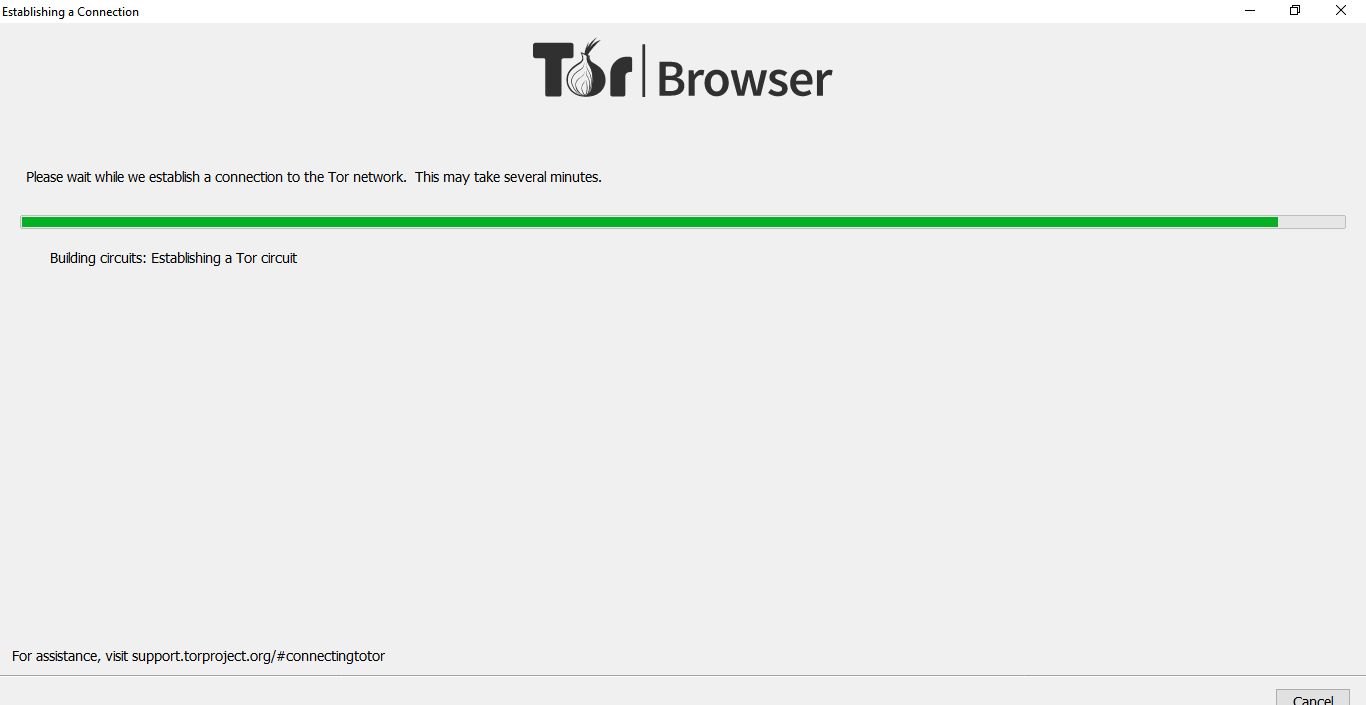 Establishing a Connection
Tor Browser
Please wait while we establish a connection to the Tor network.  This may take several minutes.
Building circuits: Establishing a Tor circuit
For assistance, visit support.torproject.org/#connectingtotor
Cancel